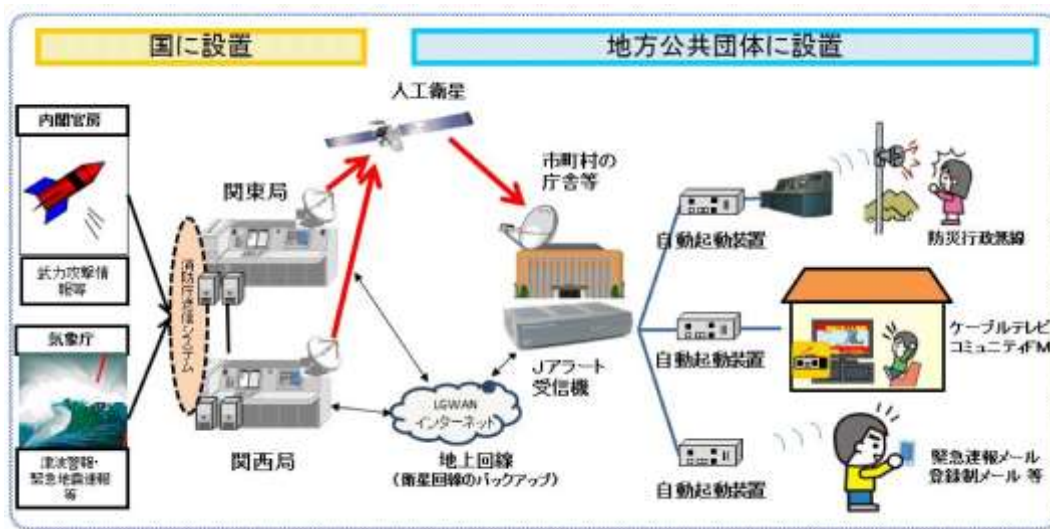 国に設置
地方公共団体に設置
人工衛星
内閣官房
武力攻撃情
報等
気象庁
津波警報・
緊急地震速報
等
消防庁送信システム
関東局
関西局
LGWAN
インターネット
地上回線
(衛星回線のバックアップ)
市町村の
庁舎等
Jアラート
受信機
自動起動装置
防災行政無線
自動起動装置
ケーブルテレビ
コミュニティFM
自動起動装置
緊急速報メール
登録制メール 等